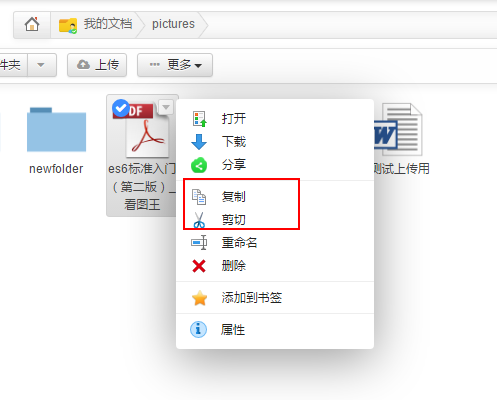 我的文档
pictures
件夹
上传
更多
newfolder
PDF
es6标准入门
（第二版）_
看图王
打开
下载
分享
复制
剪切
重命名
删除
添加到书签
属性
W
测试上传用